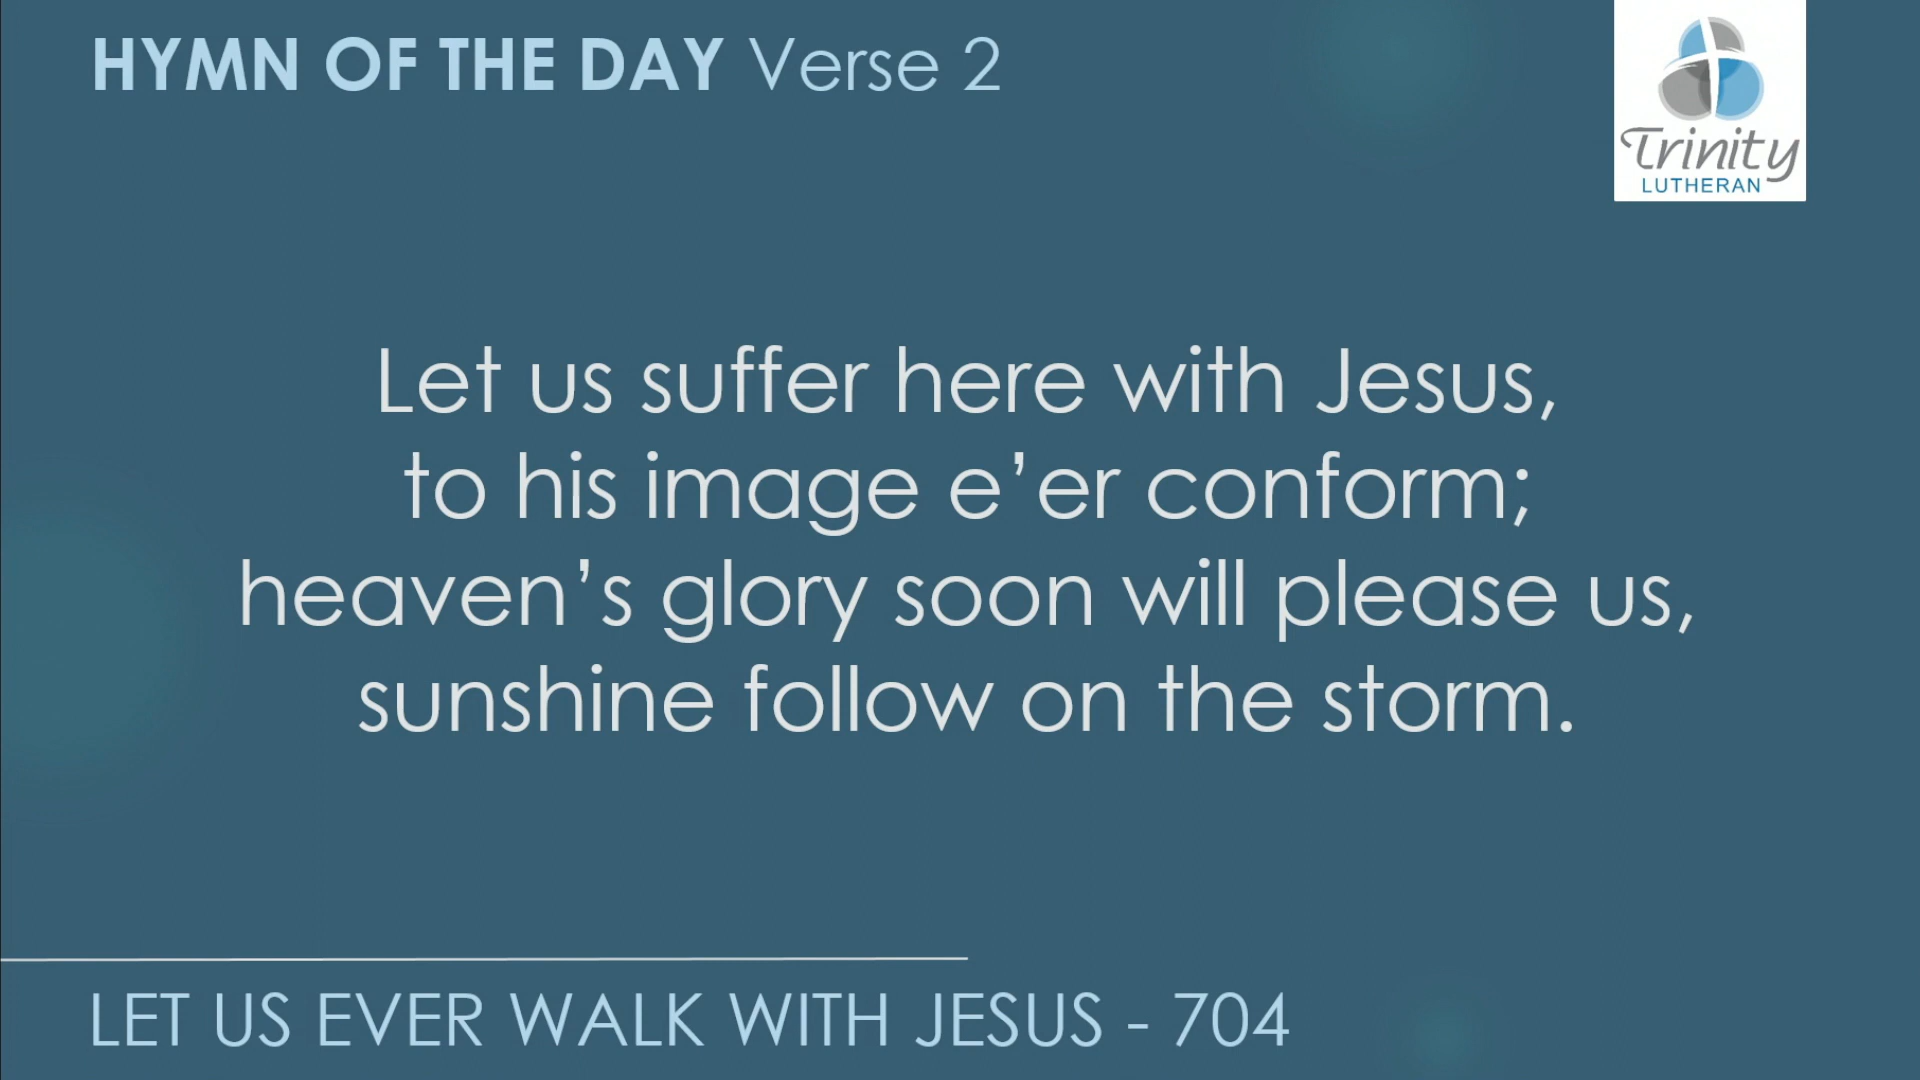 HYMN OF THE DAY Verse 2
Trinity
LUTHERAN
Let us suffer here with Jesus,
to his image e’er conform;
heaven’s glory soon will please us,
sunshine follow on the storm.
LET US EVER WALK WITH JESUS - 704